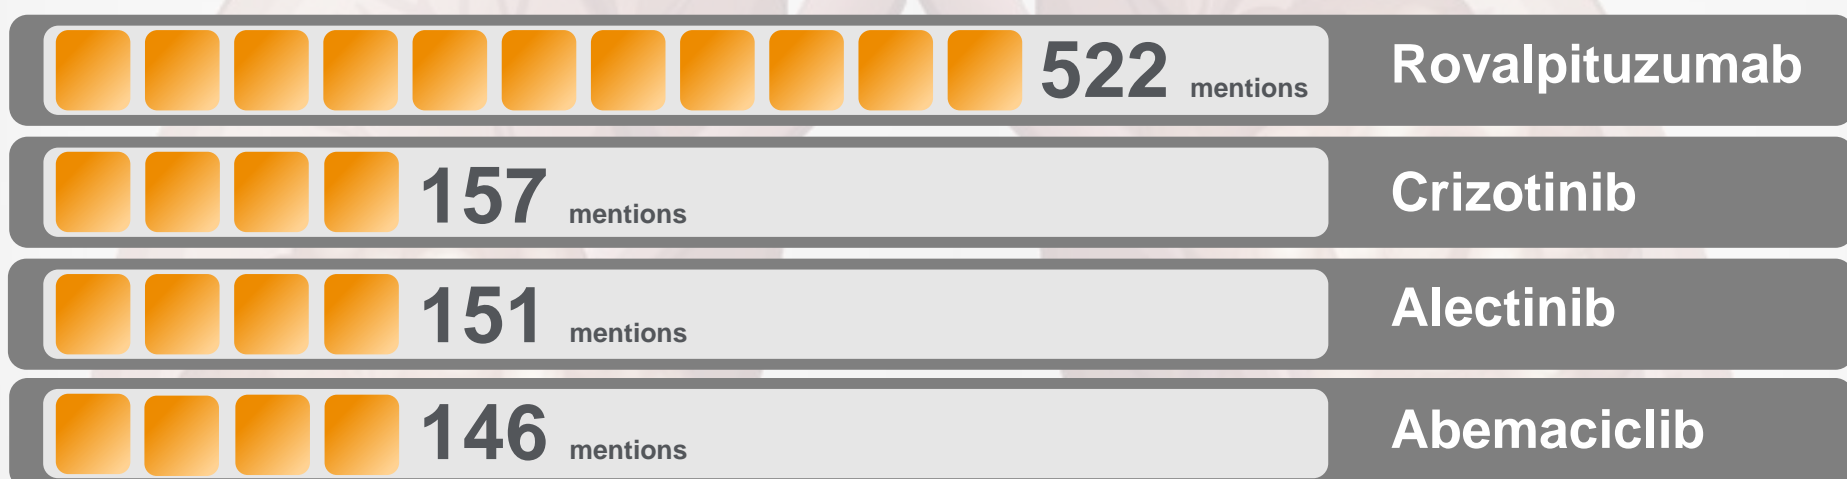 522 mentions Rovalpituzumab
157 mentions Crizotinib
151 mentions Alectinib
146 mentions Abemaciclib